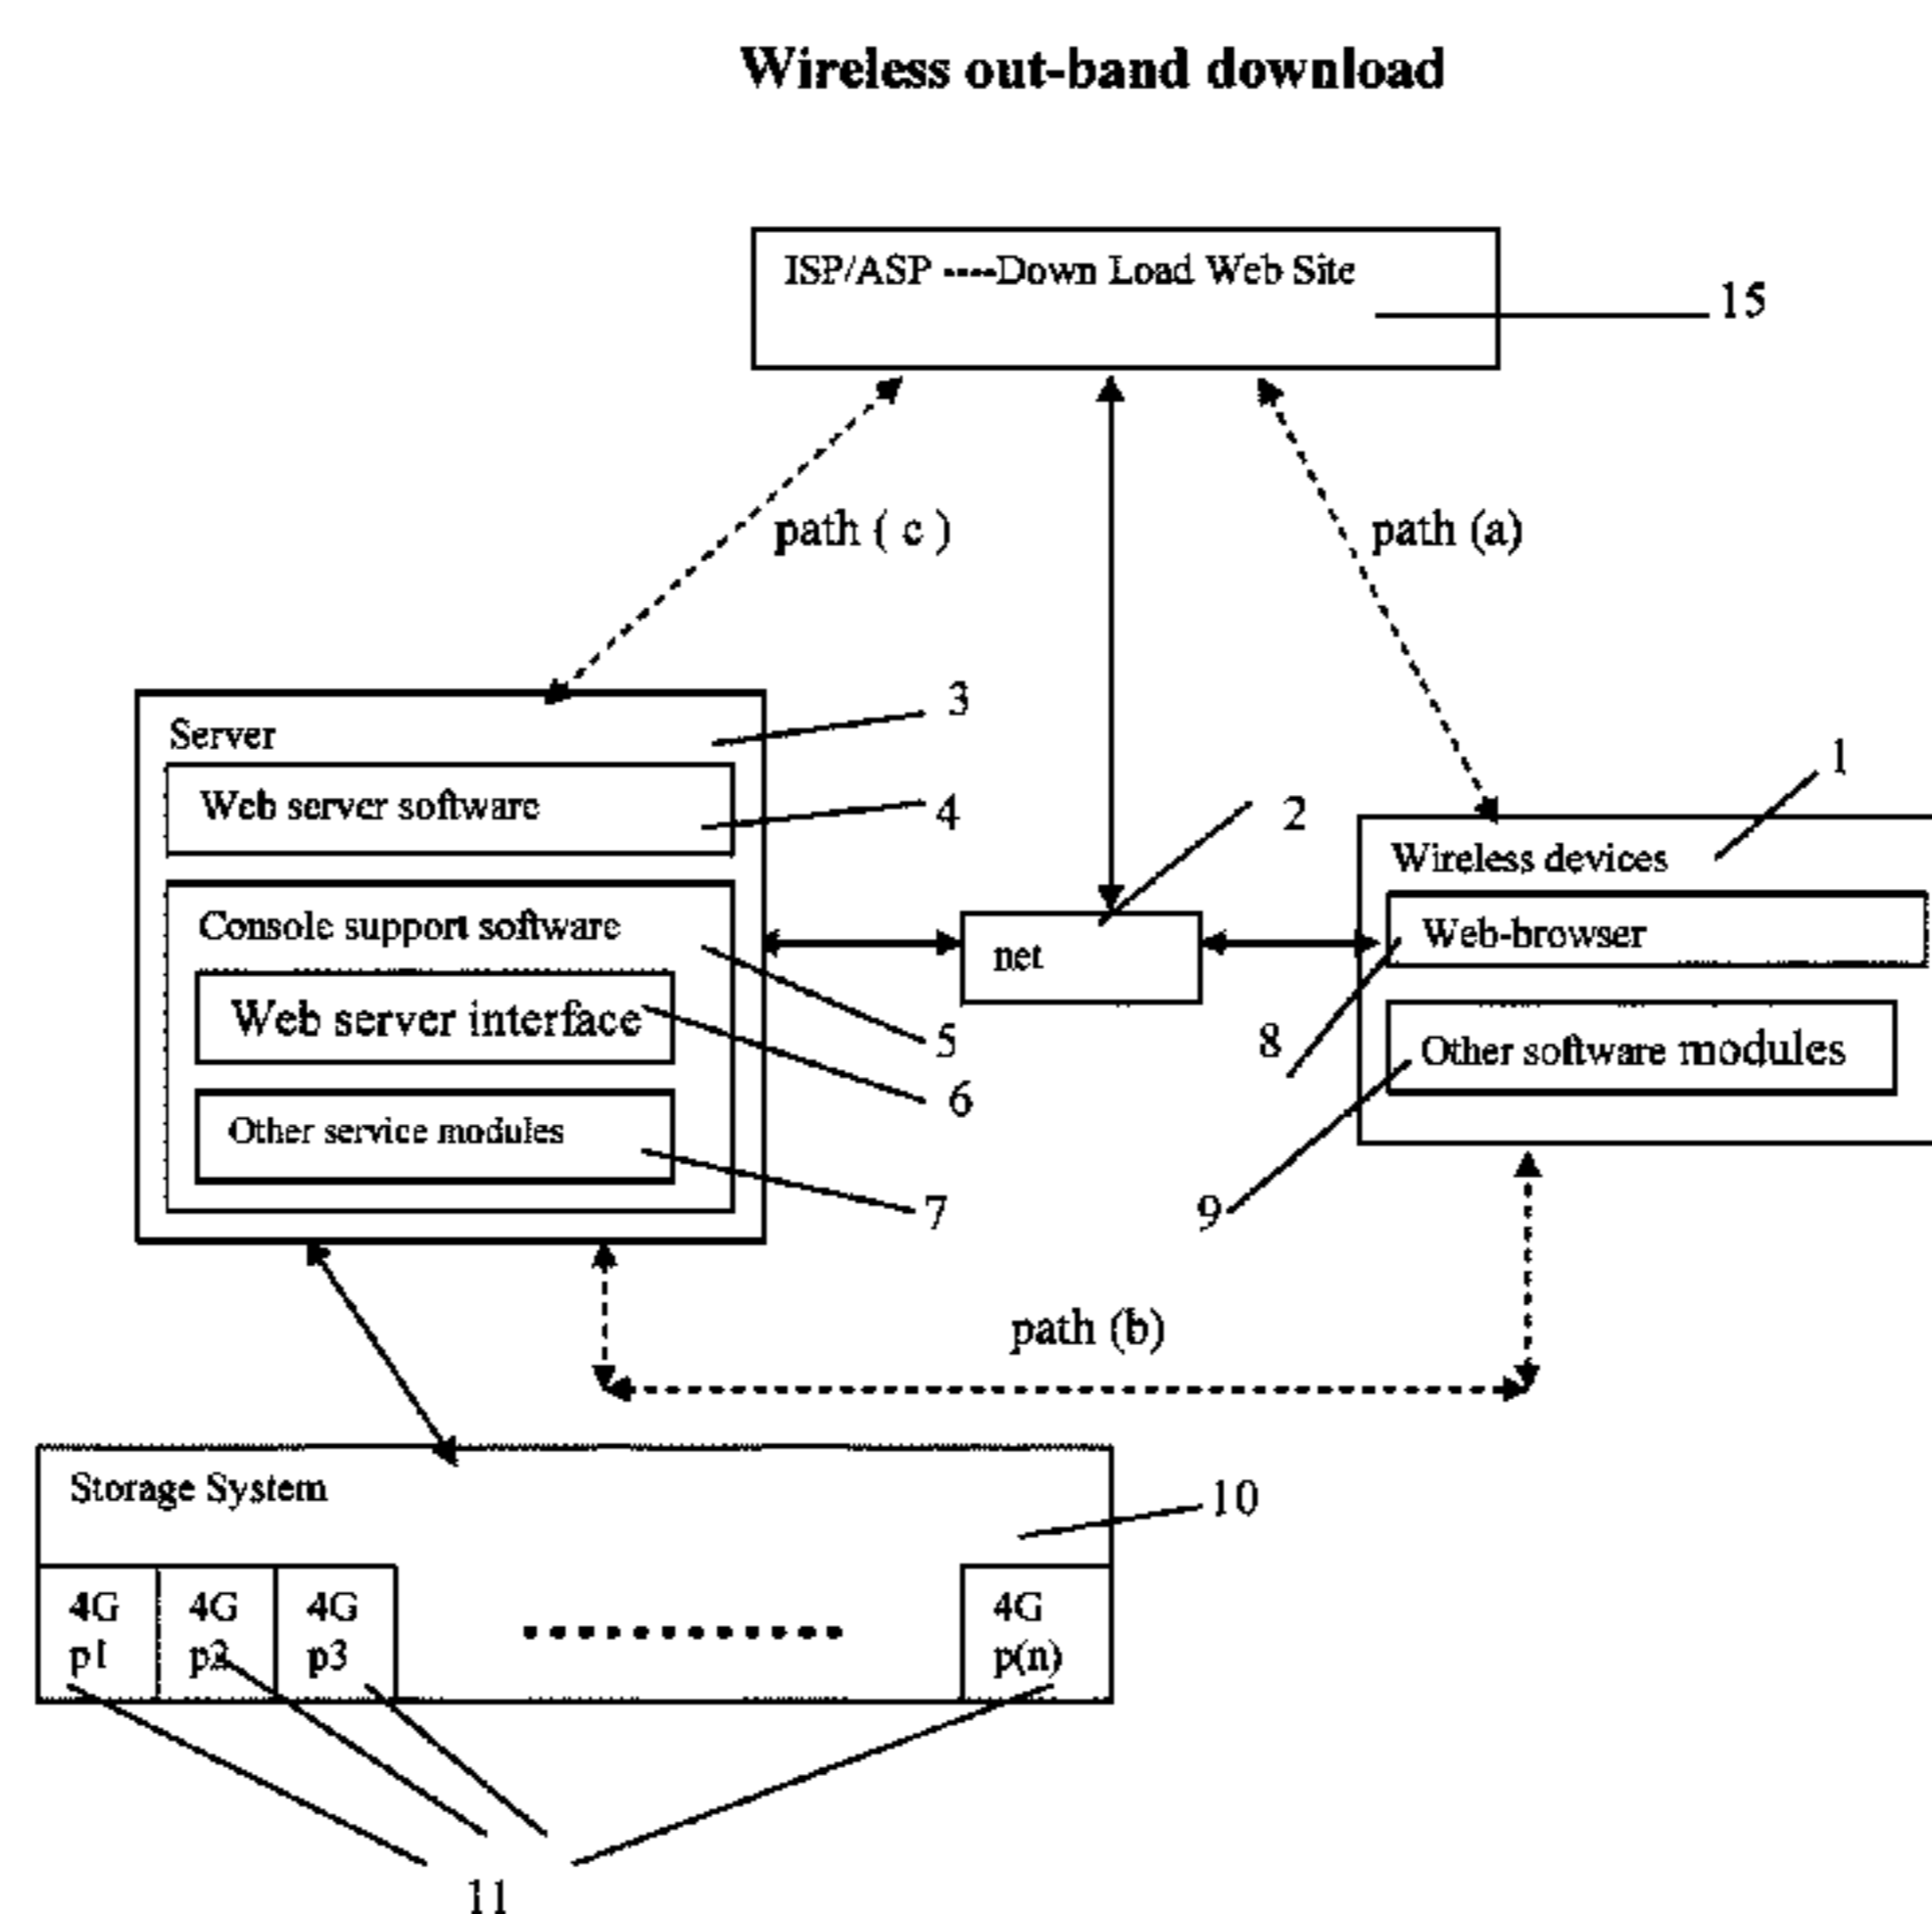 Wireless out-band download
ISP/ASP ----Down Load Web Site
15
path ( c )
path (a)
3
Server
1
Web server software
4
2
Wireless devices
Console support software
Web-browser
net
Web server interface
5
8
Other software modules
6
Other service modules
7
9
path (b)
Storage System
10
4G
p1
4G
p2
4G
p3
4G
p(n)
11